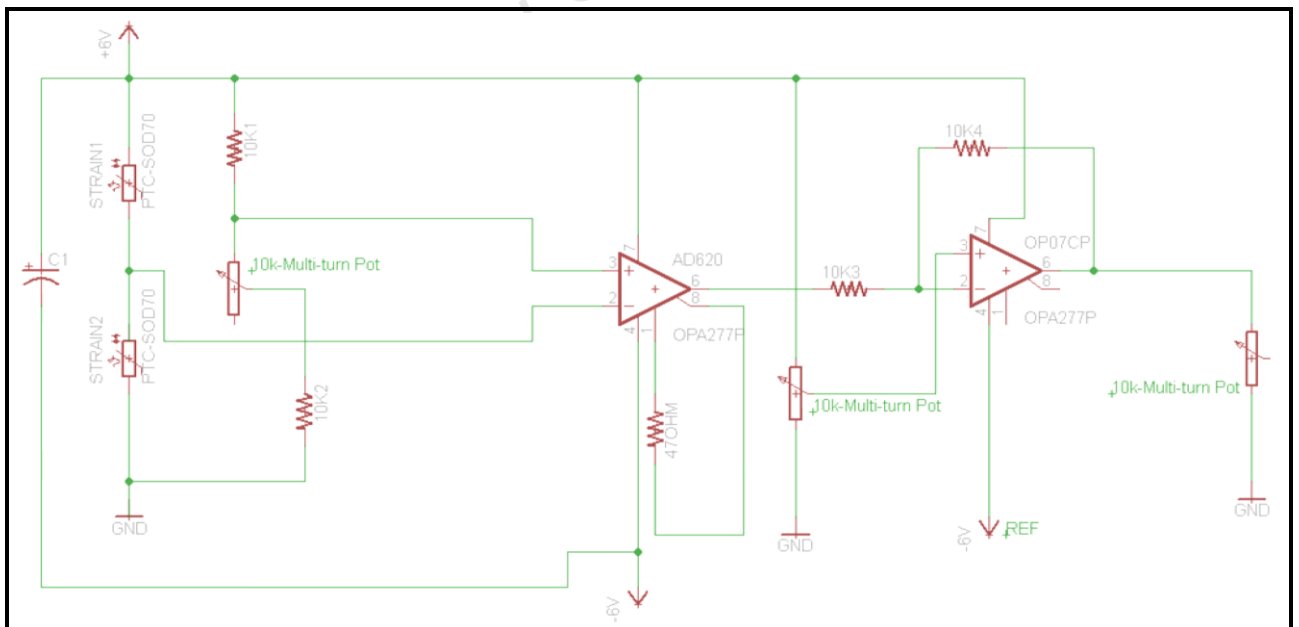 +6V
STRAIN1
PTC-SOD70
10K1
C1
10k-Multi-turn Pot
STRAIN2
PTC-SOD70
10K2
GND
3
2
7
4
1
6
8
AD620
OPA277P
47OHM
-6V
10K3
10K4
10k-Multi-turn Pot
GND
3
2
7
4
1
6
8
OP07CP
OPA277P
-6V
REF
10k-Multi-turn Pot
GND